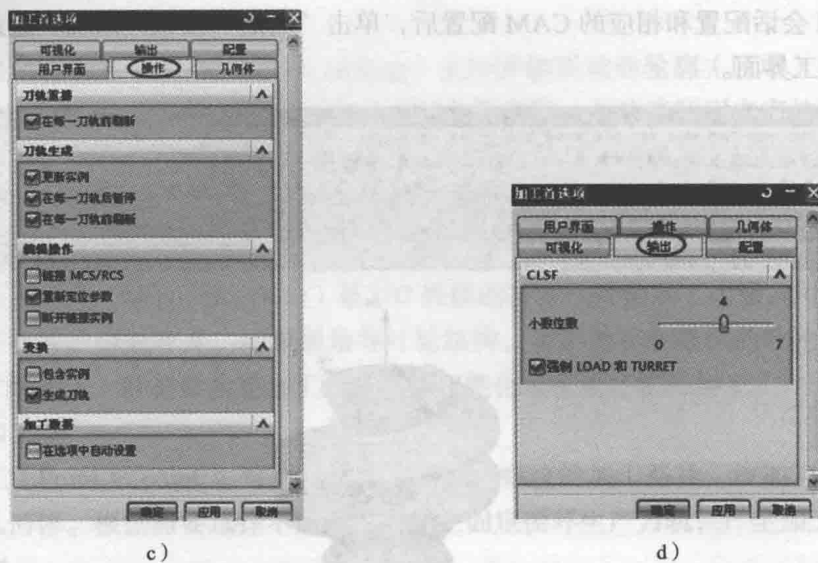 会话配置和相应的 CAM 配置后，单击
工界面。）
加工首选项
可视化 输出 配置
用户界面 操作 几何体
刀轨重播
在每一刀轨前刷新
刀轨生成
更新实例
在每一刀轨后暂停
在每一刀轨前刷新
编辑操作
链接 MCS/RCS
重新定位参数
断开链接实例
变换
包含实例
生成刀轨
加工数据
在选项中自动设置
确定 应用 取消
c）
加工首选项
用户界面 操作 几何体
可视化 输出 配置
CLSF
4
小数位数
0 7
强制 LOAD 和 TURRET
确定 应用 取消
d）